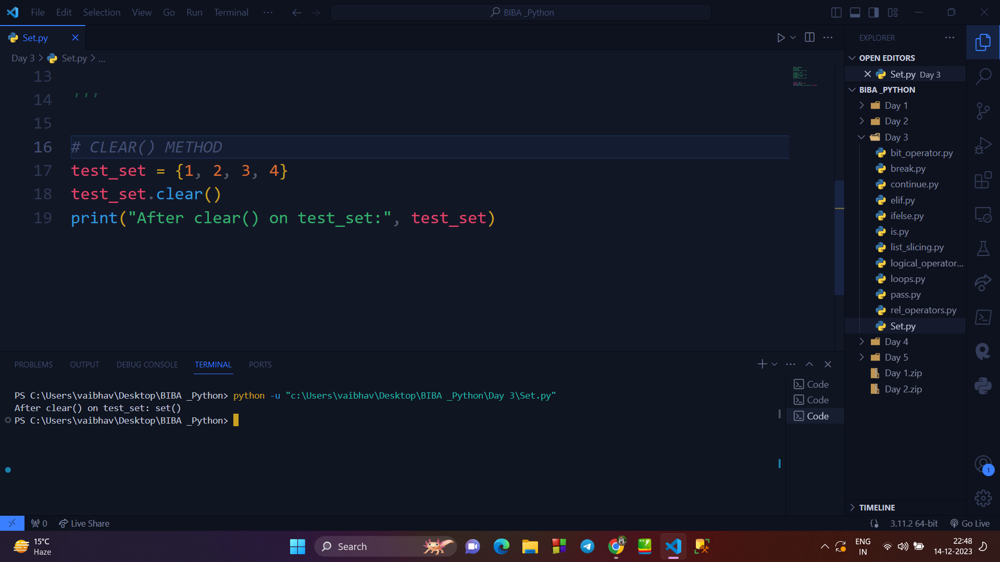 File Edit Selection View Go Run Terminal ...
BIBA _Python
Set.py
Day 3 > Set.py > ...
13
14 '''
15
16 # CLEAR() METHOD
17 test_set = {1, 2, 3, 4}
18 test_set.clear()
19 print("After clear() on test_set:", test_set)
PROBLEMS OUTPUT DEBUG CONSOLE TERMINAL PORTS
PS C:\Users\vaibhav\Desktop\BIBA _Python> python -u "c:\Users\vaibhav\Desktop\BIBA _Python\Day 3\Set.py"
After clear() on test_set: set()
PS C:\Users\vaibhav\Desktop\BIBA _Python>
Code
Code
Code
EXPLORER
OPEN EDITORS
Set.py Day 3
BIBA _PYTHON
Day 1
Day 2
Day 3
bit_operator.py
break.py
continue.py
elif.py
ifelse.py
is.py
list_slicing.py
logical_operator...
loops.py
pass.py
rel_operators.py
Set.py
Day 4
Day 5
Day 1.zip
Day 2.zip
TIMELINE
1
0 Live Share
3.11.2 64-bit Go Live
15°C
Haze
Search
ENG
IN
22:48
14-12-2023